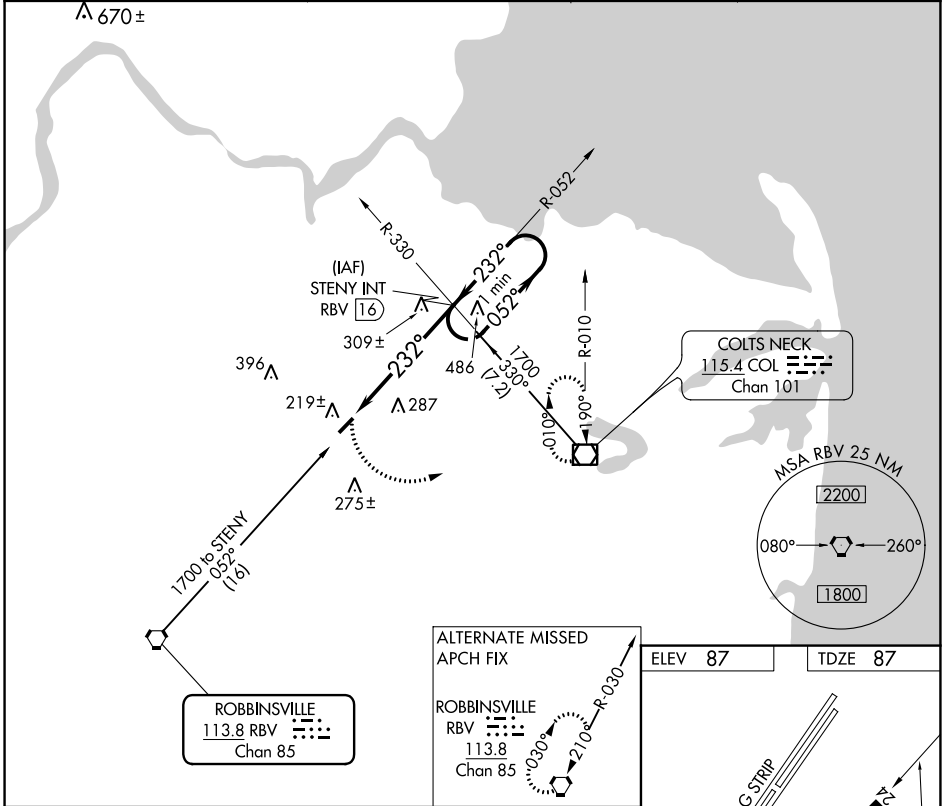 670±
R-052
R-330
(IAF)
STENY INT
RBV 16
232°
1 min
052°
309±
486
232°
1700
330°
(7.2)
R-010
COLTS NECK
115.4 COL
Chan 101
396
219±
287
010°
190°
275±
MSA RBV 25 NM
2200
080°
260°
1800
1700 to STENY
052°
(16)
ROBBINSVILLE
113.8 RBV
Chan 85
ALTERNATE MISSED
APCH FIX
ROBBINSVILLE
RBV
113.8
Chan 85
R-030
030°
210°
ELEV 87
TDZE 87
G STRIP
24